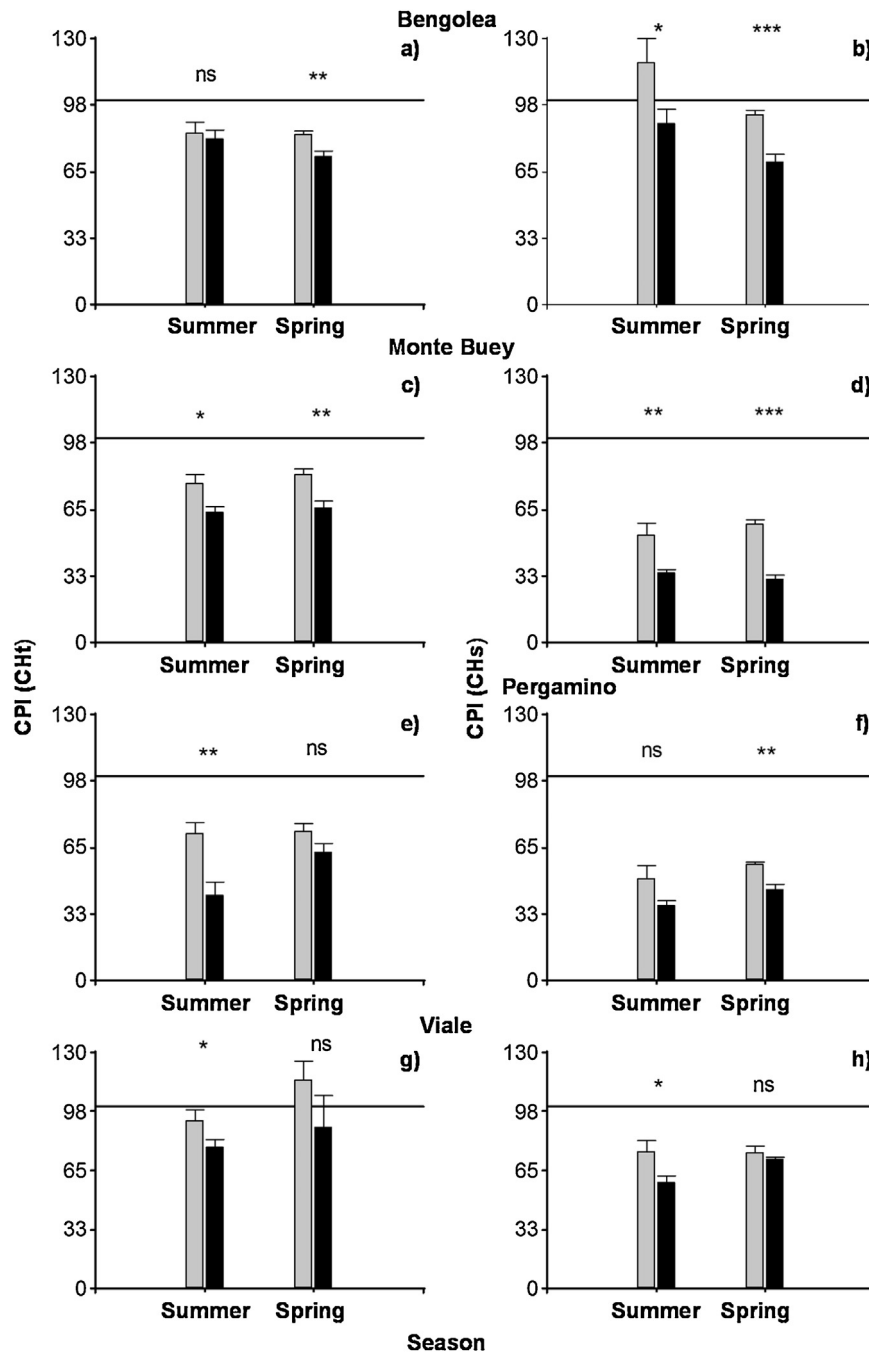 Bengolea
a)
130
98
65
33
0
ns
**
Summer
Spring
b)
130
98
65
33
0
*
***
Summer
Spring
Monte Buey
c)
130
98
65
33
0
*
**
Summer
Spring
d)
130
98
65
33
0
**
***
Summer
Spring
CPI (CHt)
CPI (CHs)
Pergamino
e)
130
98
65
33
0
**
ns
Summer
Spring
f)
130
98
65
33
0
ns
**
Summer
Spring
Viale
g)
130
98
65
33
0
*
ns
Summer
Spring
h)
130
98
65
33
0
*
ns
Summer
Spring
Season